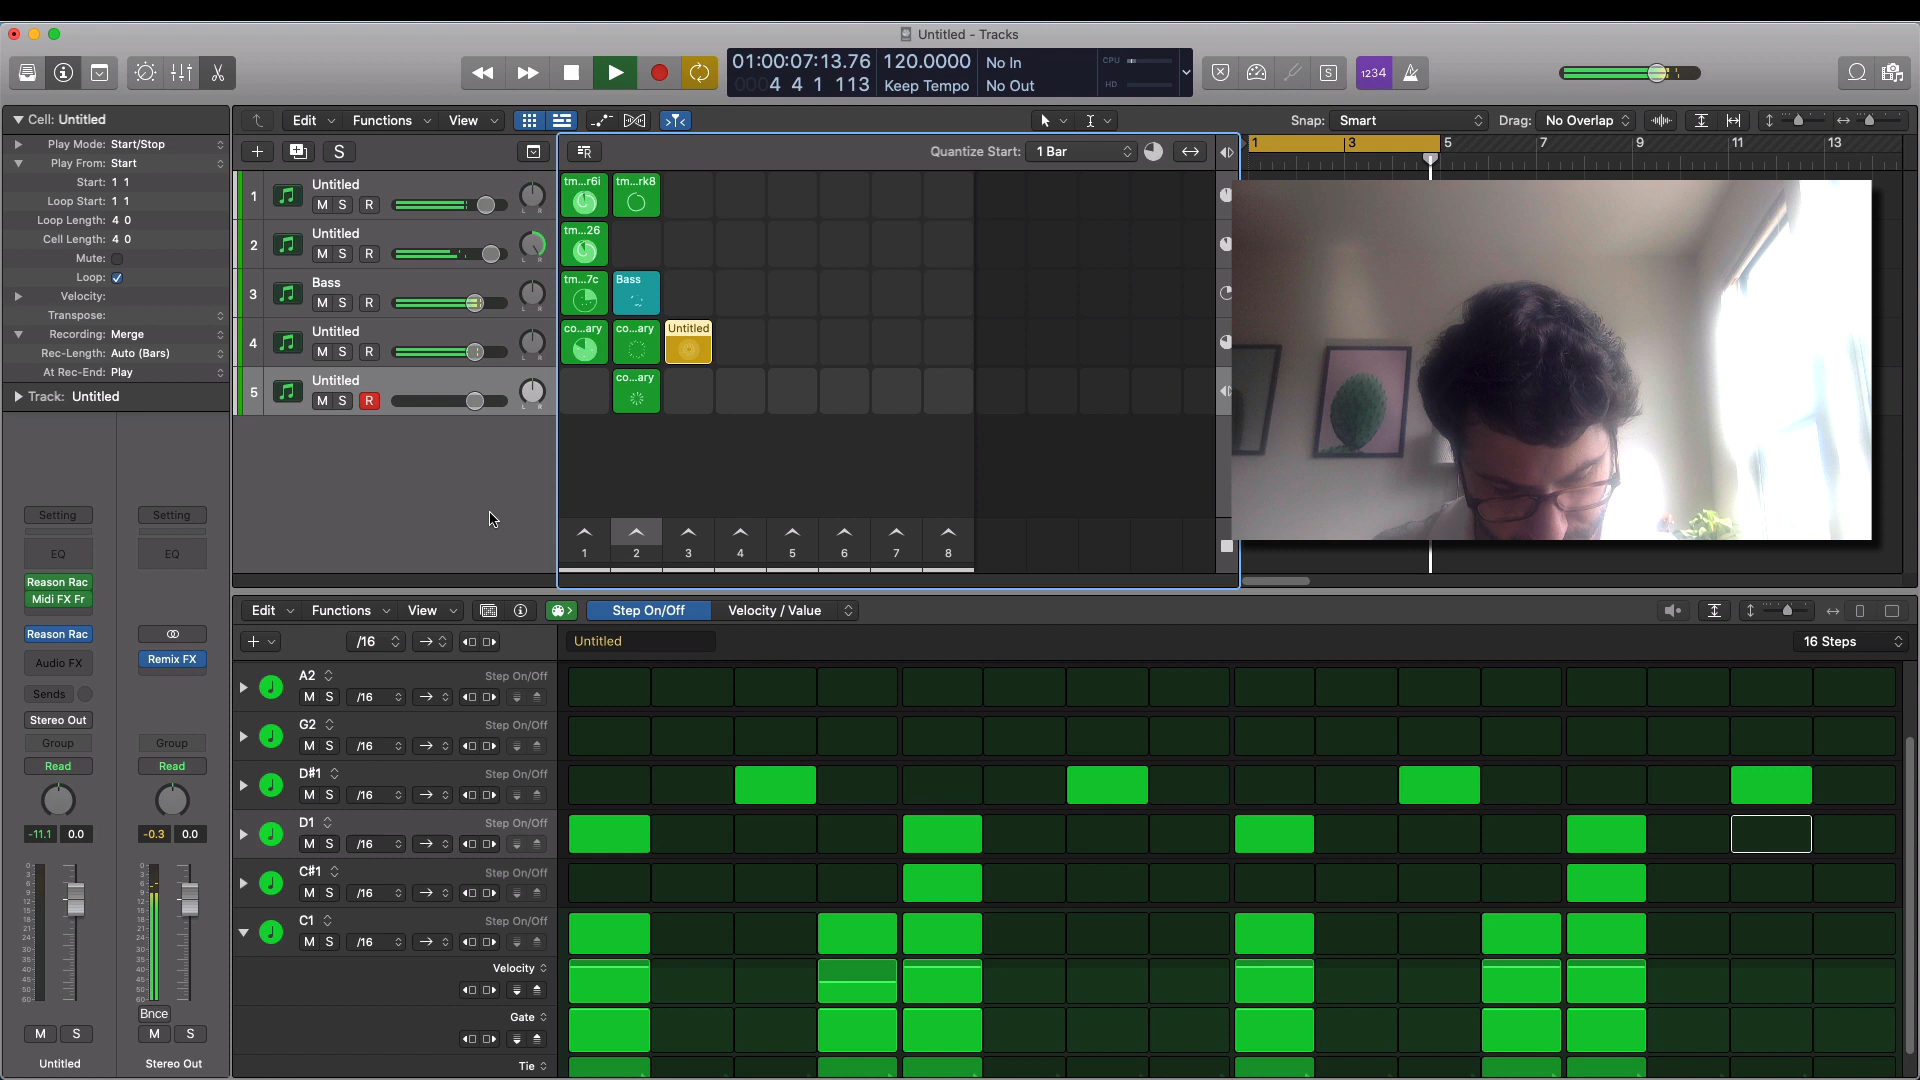 Untitled - Tracks
01:00:07:13.76
120.0000
No In
CPU
0004 4 1 113
Keep Tempo
No Out
HD
S
1234
Cell: Untitled
Edit
Functions
View
Snap: Smart
Drag: No Overlap
Play Mode: Start/Stop
Play From: Start
Start: 1 1
Loop Start: 1 1
Loop Length: 4 0
Cell Length: 4 0
Mute:
Loop:
Velocity:
Transpose:
Recording: Merge
Rec-Length: Auto (Bars)
At Rec-End: Play
Track: Untitled
S
Quantize Start: 1 Bar
1
3
5
7
9
11
13
1
Untitled
M S R
L R
tm...r6i
tm...rk8
2
Untitled
M S R
L R
tm...26
3
Bass
M S R
L R
tm...7c
Bass
4
Untitled
M S R
L R
co...ary
co...ary
Untitled
5
Untitled
M S R
L R
co...ary
1
2
3
4
5
6
7
8
Setting
Setting
EQ
EQ
Reason Rac
Midi FX Fr
Reason Rac
Audio FX
Remix FX
Sends
Stereo Out
Group
Group
Read
Read
-11.1
0.0
-0.3
0.0
Bnce
M S
M S
Untitled
Stereo Out
Edit
Functions
View
Step On/Off
Velocity / Value
/16
Untitled
16 Steps
A2
Step On/Off
M S /16
G2
Step On/Off
M S /16
D#1
Step On/Off
M S /16
D1
Step On/Off
M S /16
C#1
Step On/Off
M S /16
C1
Step On/Off
M S /16
Velocity
Gate
Tie